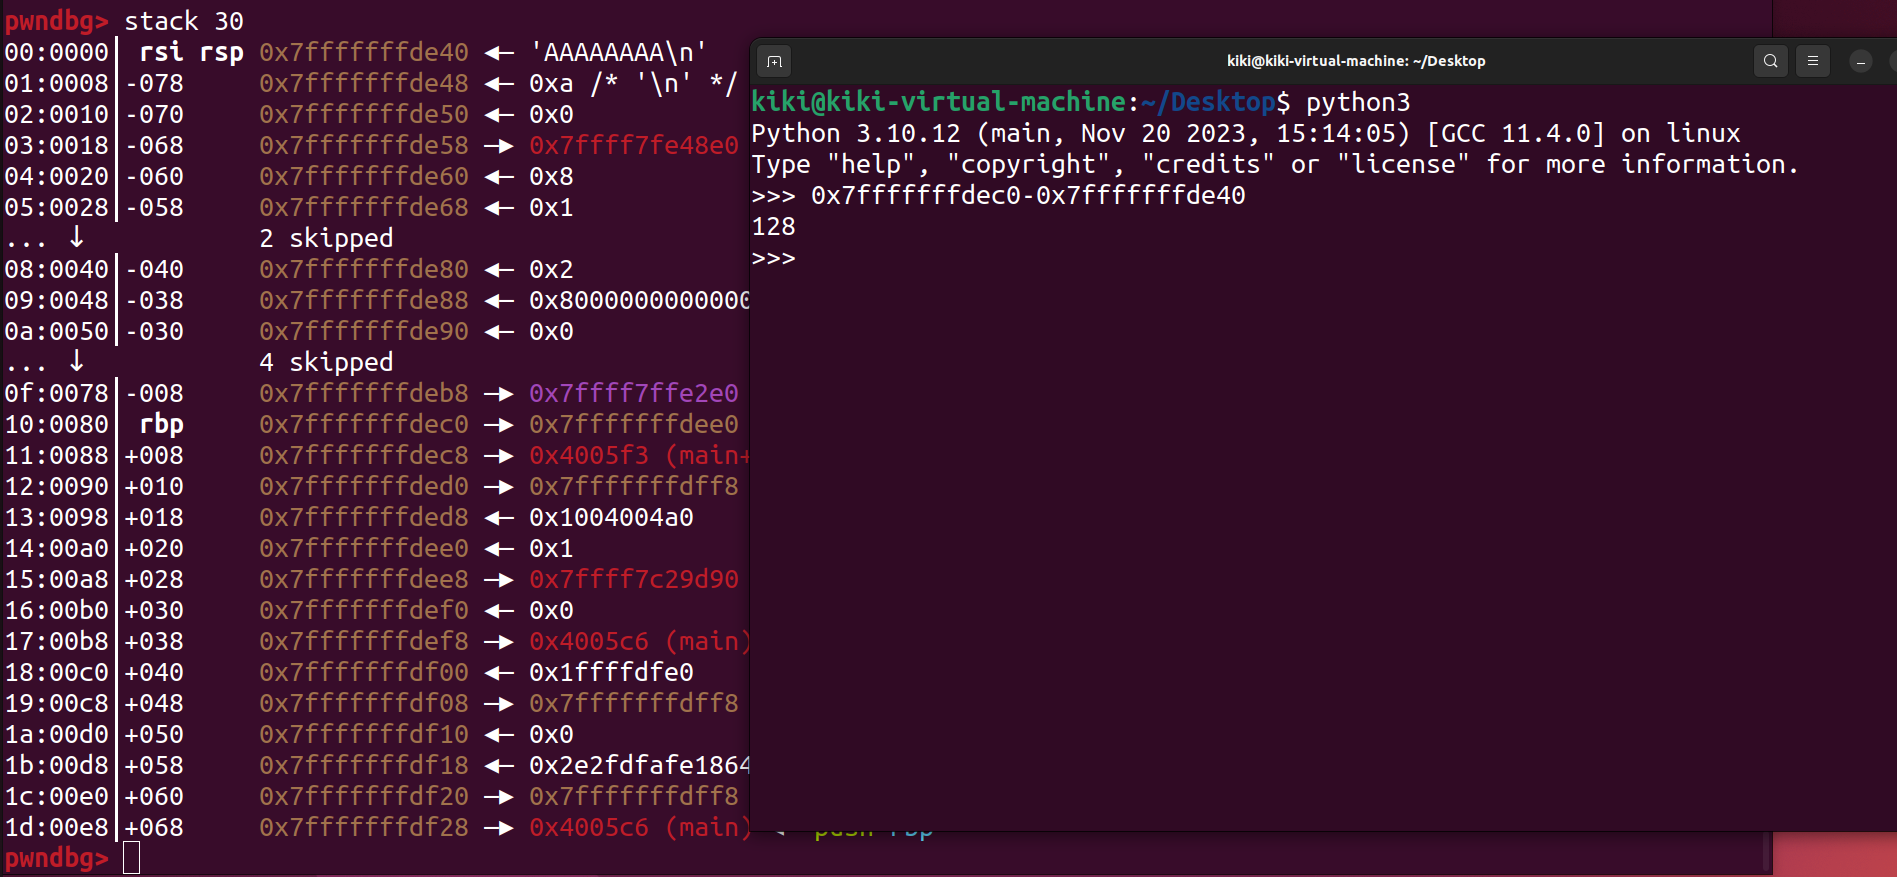 pwndbg> stack 30
00:0000│ rsi rsp 0x7fffffffde40 ◂— 'AAAAAAAA\n'
01:0008│-078 0x7fffffffde48 ◂— 0xa /* '\n' */
02:0010│-070 0x7fffffffde50 ◂— 0x0
03:0018│-068 0x7fffffffde58 —▸ 0x7ffff7fe48e0
04:0020│-060 0x7fffffffde60 ◂— 0x8
05:0028│-058 0x7fffffffde68 ◂— 0x1
... ↓ 2 skipped
08:0040│-040 0x7fffffffde80 ◂— 0x2
09:0048│-038 0x7fffffffde88 ◂— 0x8000000000000
0a:0050│-030 0x7fffffffde90 ◂— 0x0
... ↓ 4 skipped
0f:0078│-008 0x7fffffffdeb8 —▸ 0x7ffff7ffe2e0
10:0080│ rbp 0x7fffffffdec0 —▸ 0x7fffffffdee0
11:0088│+008 0x7fffffffdec8 —▸ 0x4005f3 (main+
12:0090│+010 0x7fffffffded0 —▸ 0x7fffffffdff8
13:0098│+018 0x7fffffffded8 ◂— 0x1004004a0
14:00a0│+020 0x7fffffffdee0 ◂— 0x1
15:00a8│+028 0x7fffffffdee8 —▸ 0x7ffff7c29d90
16:00b0│+030 0x7fffffffdef0 ◂— 0x0
17:00b8│+038 0x7fffffffdef8 —▸ 0x4005c6 (main)
18:00c0│+040 0x7fffffffdf00 ◂— 0x1ffffdfe0
19:00c8│+048 0x7fffffffdf08 —▸ 0x7fffffffdff8
1a:00d0│+050 0x7fffffffdf10 ◂— 0x0
1b:00d8│+058 0x7fffffffdf18 ◂— 0x2e2fdfafe1864
1c:00e0│+060 0x7fffffffdf20 —▸ 0x7fffffffdff8
1d:00e8│+068 0x7fffffffdf28 —▸ 0x4005c6 (main) ◂— push rbp
pwndbg>
kiki@kiki-virtual-machine: ~/Desktop
kiki@kiki-virtual-machine:~/Desktop$ python3
Python 3.10.12 (main, Nov 20 2023, 15:14:05) [GCC 11.4.0] on linux
Type "help", "copyright", "credits" or "license" for more information.
>>> 0x7fffffffdec0-0x7fffffffde40
128
>>>